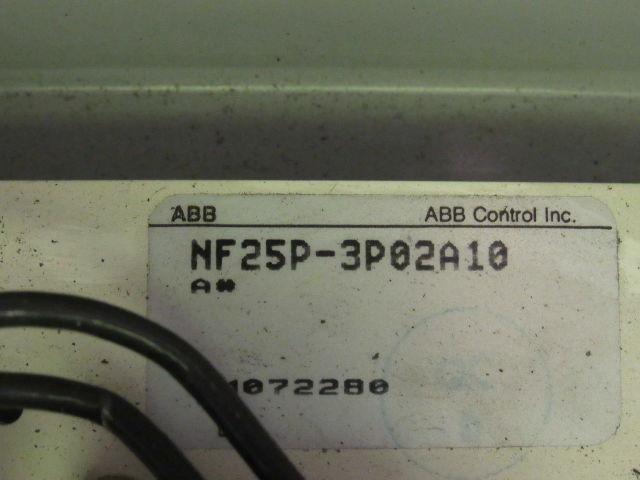 ABB ABB Control Inc.
NF25P-3P02A10
A*
1072280